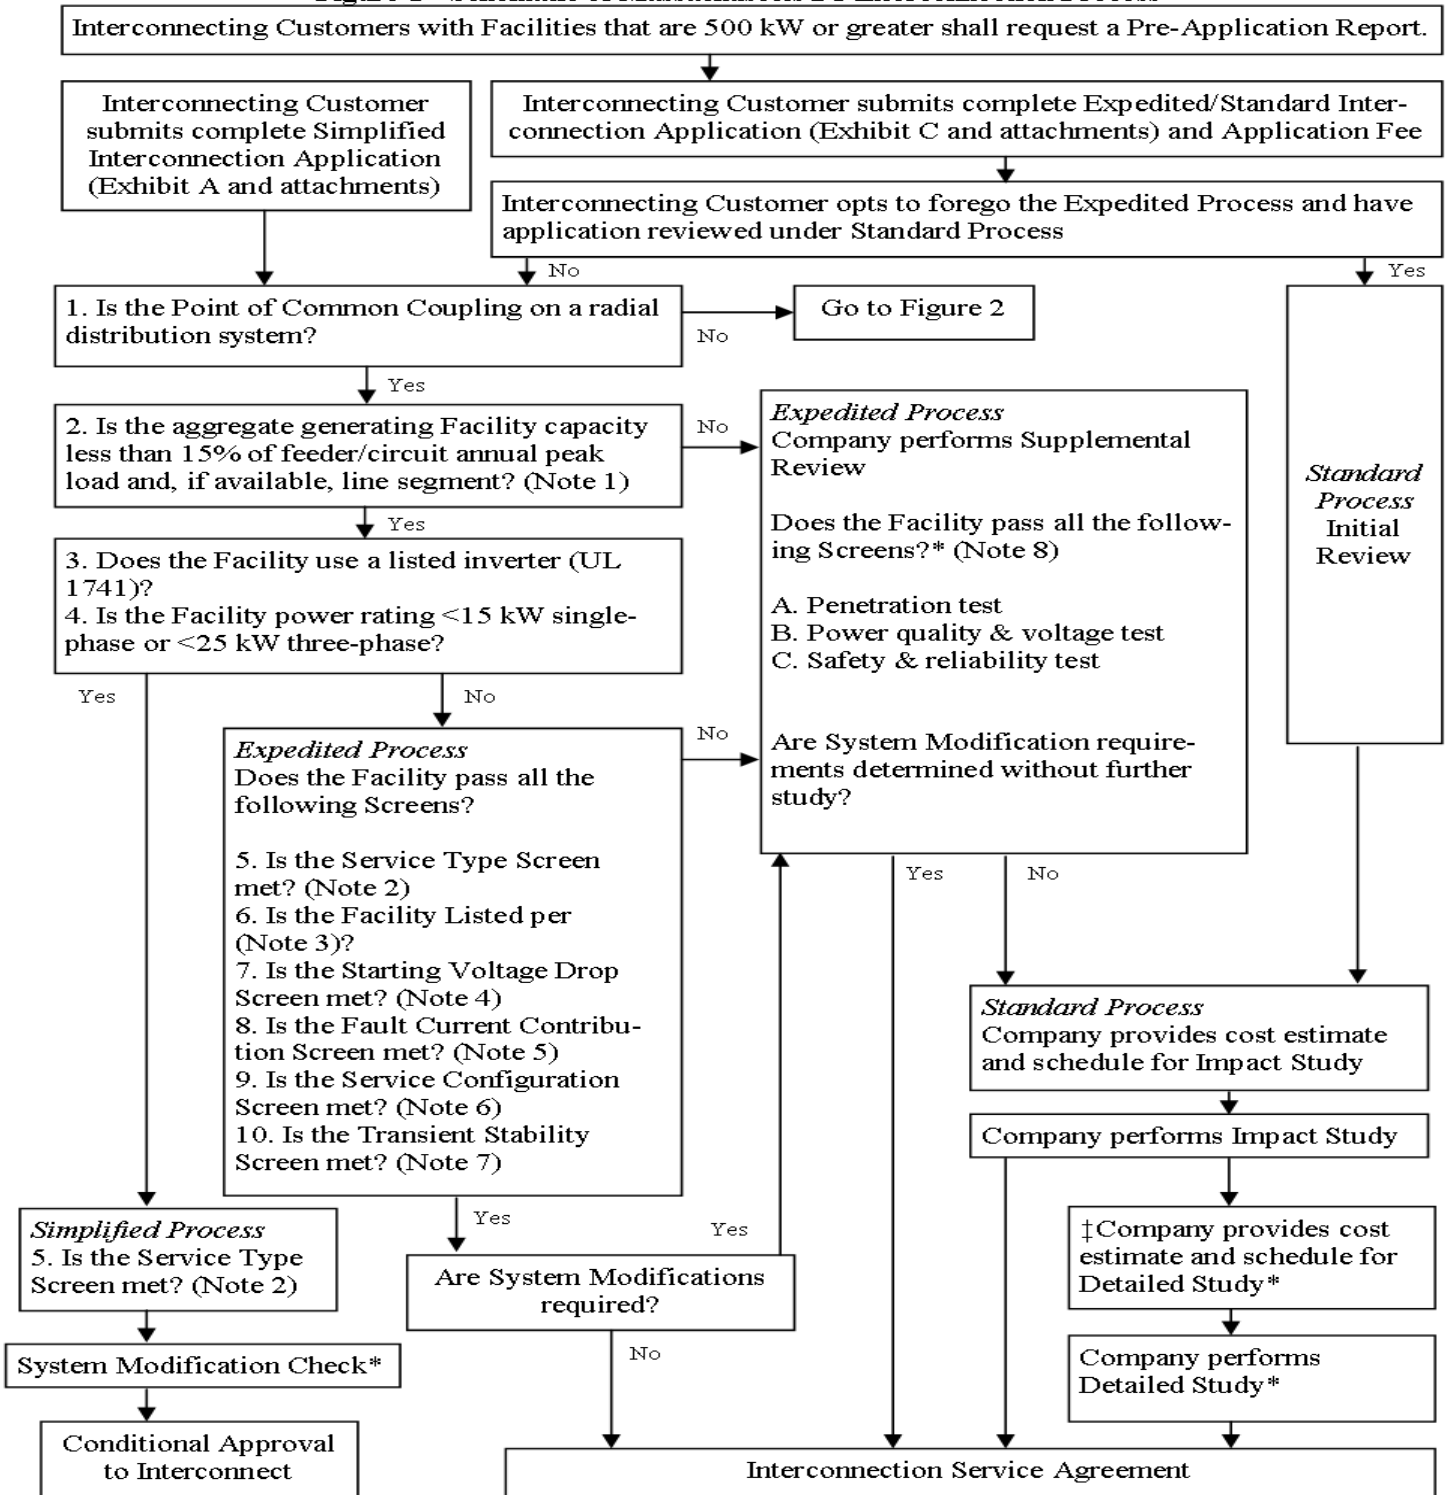 Interconnecting Customers with Facilities that are 500 kW or greater shall request a Pre-Application Report.
Interconnecting Customer
submits complete Simplified
Interconnection Application
(Exhibit A and attachments)
Interconnecting Customer submits complete Expedited/Standard Inter-
connection Application (Exhibit C and attachments) and Application Fee
Interconnecting Customer opts to forego the Expedited Process and have
application reviewed under Standard Process
No
Yes
1. Is the Point of Common Coupling on a radial
distribution system?
No
Go to Figure 2
Yes
2. Is the aggregate generating Facility capacity
less than 15% of feeder/circuit annual peak
load and, if available, line segment? (Note 1)
No
Yes
3. Does the Facility use a listed inverter (UL
1741)?
4. Is the Facility power rating <15 kW single-
phase or <25 kW three-phase?
Yes
No
Expedited Process
Company performs Supplemental
Review
Does the Facility pass all the follow-
ing Screens?* (Note 8)
A. Penetration test
B. Power quality & voltage test
C. Safety & reliability test
Are System Modification require-
ments determined without further
study?
Standard
Process
Initial
Review
Expedited Process
Does the Facility pass all the
following Screens?
5. Is the Service Type Screen
met? (Note 2)
6. Is the Facility Listed per
(Note 3)?
7. Is the Starting Voltage Drop
Screen met? (Note 4)
8. Is the Fault Current Contribu-
tion Screen met? (Note 5)
9. Is the Service Configuration
Screen met? (Note 6)
10. Is the Transient Stability
Screen met? (Note 7)
No
Yes
No
Standard Process
Company provides cost estimate
and schedule for Impact Study
Company performs Impact Study
‡Company provides cost
estimate and schedule for
Detailed Study*
Company performs
Detailed Study*
Simplified Process
5. Is the Service Type
Screen met? (Note 2)
System Modification Check*
Conditional Approval
to Interconnect
Yes
Yes
Are System Modifications
required?
No
Interconnection Service Agreement